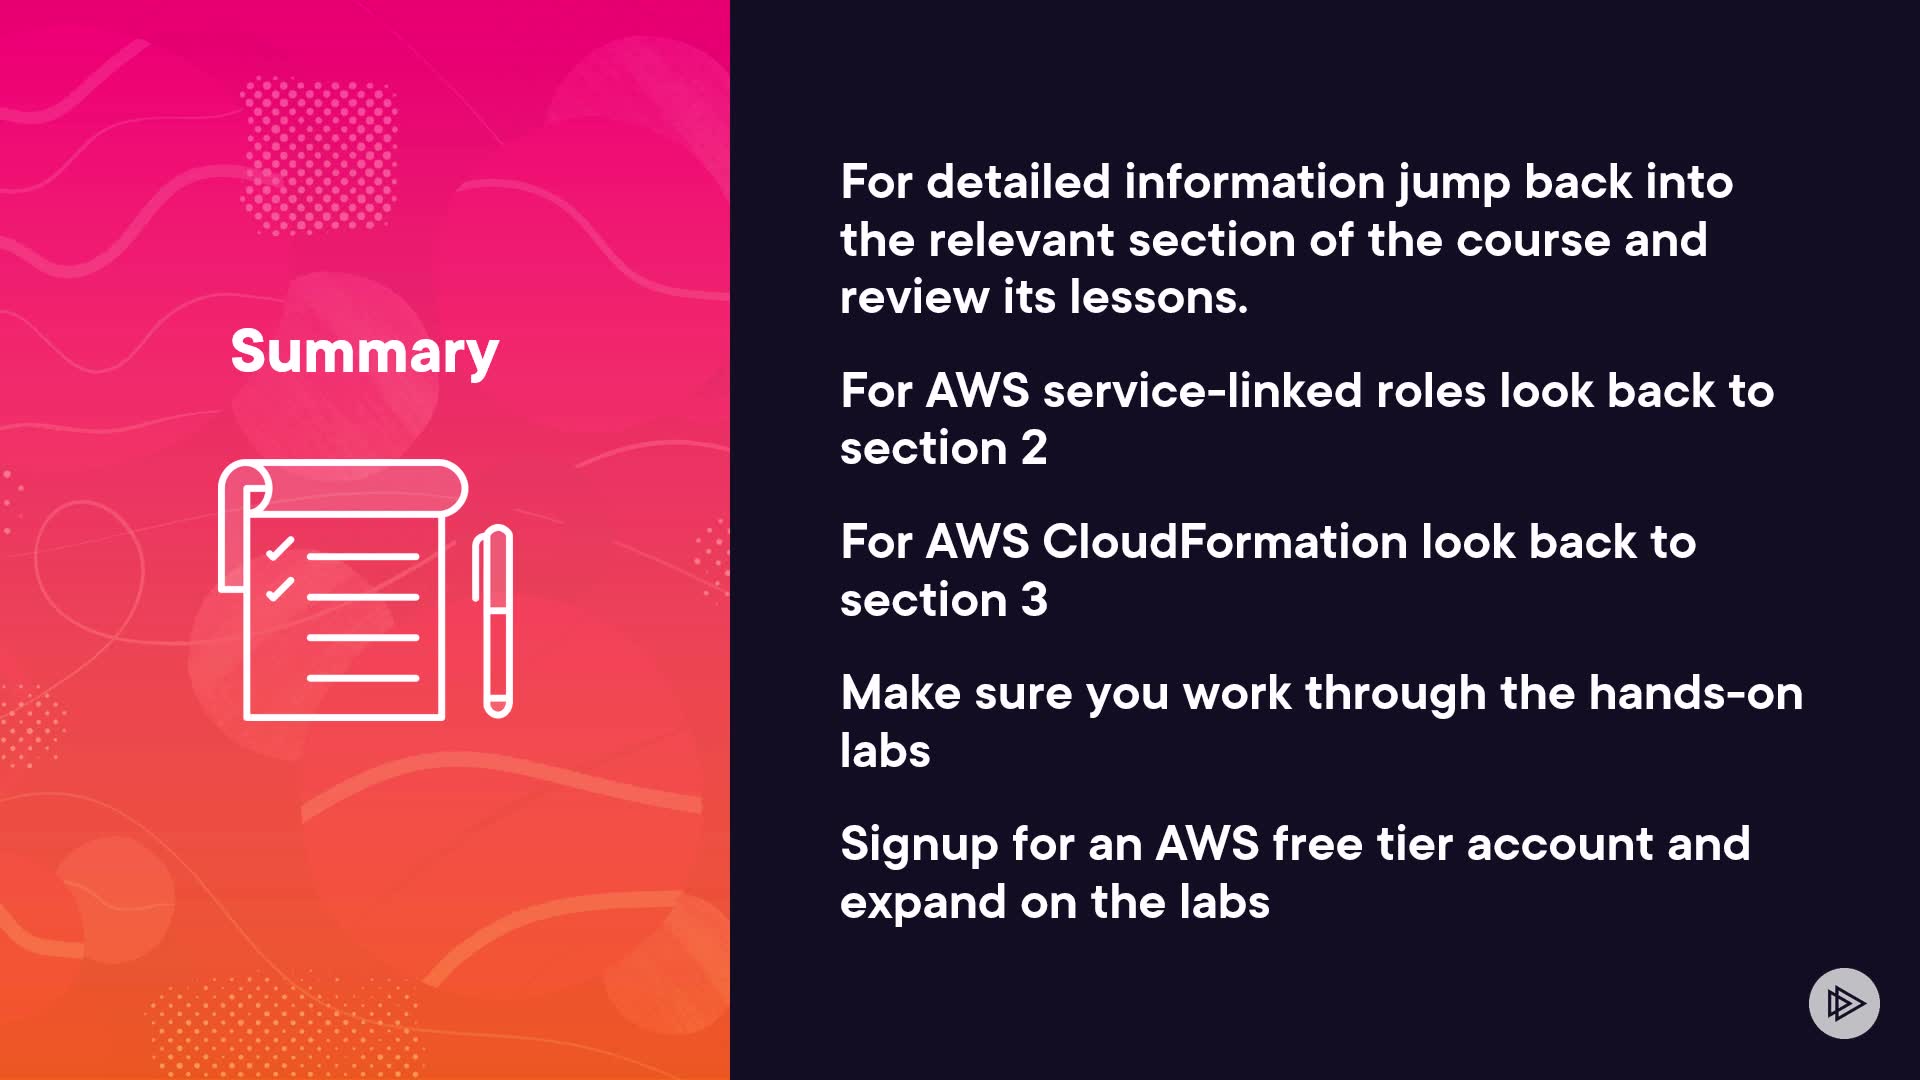 Summary
For detailed information jump back into
the relevant section of the course and
review its lessons.
For AWS service-linked roles look back to
section 2
For AWS CloudFormation look back to
section 3
Make sure you work through the hands-on
labs
Signup for an AWS free tier account and
expand on the labs